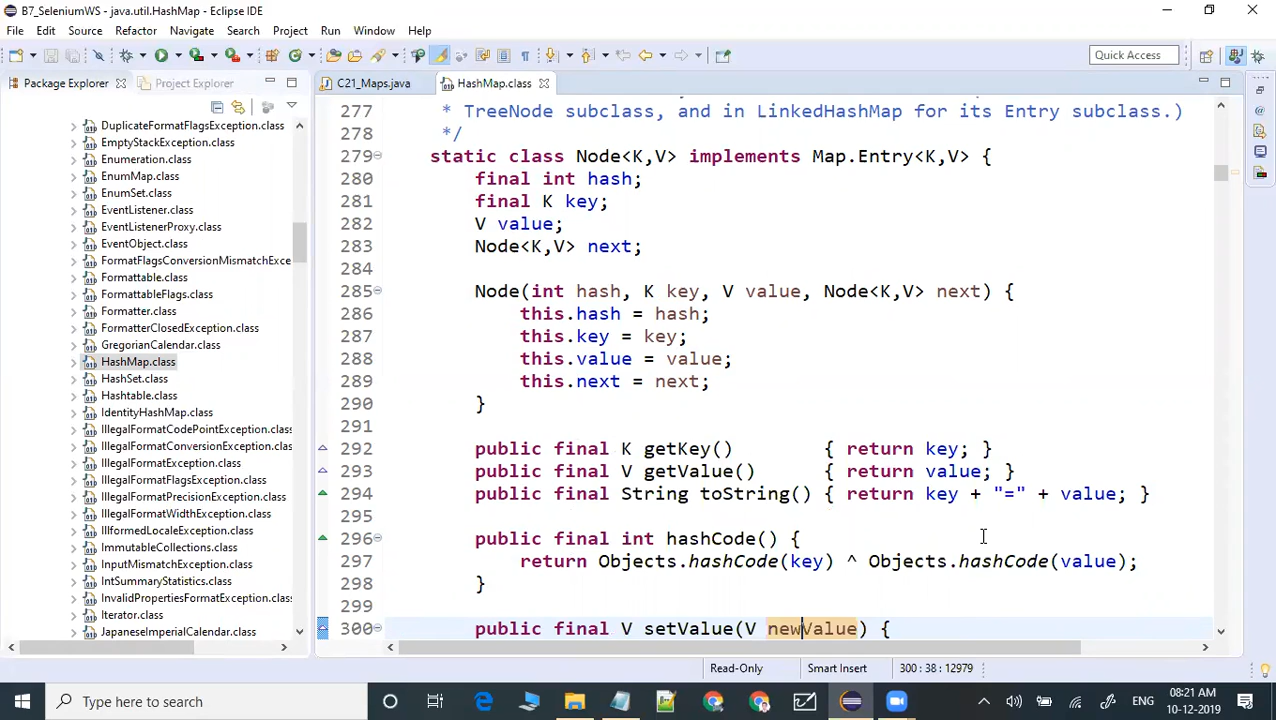 B7_SeleniumWS - java.util.HashMap - Eclipse IDE
File Edit Source Refactor Navigate Search Project Run Window Help
Quick Access
Package Explorer
Project Explorer
C21_Maps.java
HashMap.class
DuplicateFormatFlagsException.class
EmptyStackException.class
Enumeration.class
EnumMap.class
EnumSet.class
EventListener.class
EventListenerProxy.class
EventObject.class
FormatFlagsConversionMismatchExce
Formattable.class
FormattableFlags.class
Formatter.class
FormatterClosedException.class
GregorianCalendar.class
HashMap.class
HashSet.class
Hashtable.class
IdentityHashMap.class
IllegalFormatCodePointException.class
IllegalFormatConversionException.class
IllegalFormatException.class
IllegalFormatFlagsException.class
IllegalFormatPrecisionException.class
IllegalFormatWidthException.class
IllformedLocaleException.class
ImmutableCollections.class
InputMismatchException.class
IntSummaryStatistics.class
InvalidPropertiesFormatException.class
Iterator.class
JapaneseImperialCalendar.class
277 * TreeNode subclass, and in LinkedHashMap for its Entry subclass.)
278 */
279 static class Node<K,V> implements Map.Entry<K,V> {
280 final int hash;
281 final K key;
282 V value;
283 Node<K,V> next;
284
285 Node(int hash, K key, V value, Node<K,V> next) {
286 this.hash = hash;
287 this.key = key;
288 this.value = value;
289 this.next = next;
290 }
291
292 public final K getKey() { return key; }
293 public final V getValue() { return value; }
294 public final String toString() { return key + "=" + value; }
295
296 public final int hashCode() {
297 return Objects.hashCode(key) ^ Objects.hashCode(value);
298 }
299
300 public final V setValue(V newValue) {
Read-Only
Smart Insert
300 : 38 : 12979
Type here to search
ENG
08:21 AM
10-12-2019